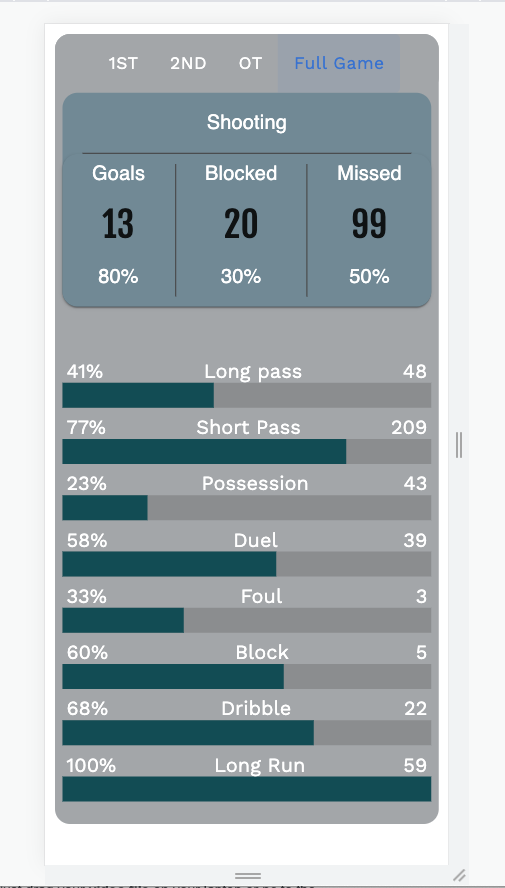 1ST 2ND OT Full Game
Shooting
Goals Blocked Missed
13 20 99
80% 30% 50%
41% Long pass 48
77% Short Pass 209
23% Possession 43
58% Duel 39
33% Foul 3
60% Block 5
68% Dribble 22
100% Long Run 59